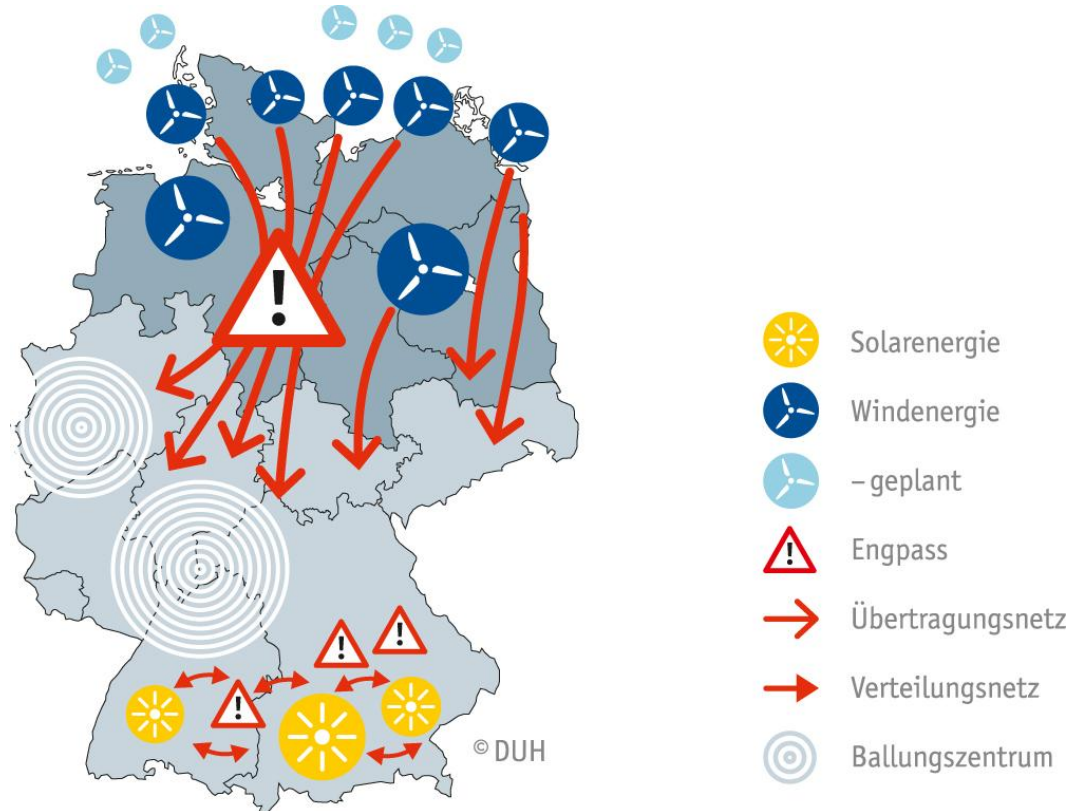 Solarenergie
Windenergie
– geplant
Engpass
Übertragungsnetz
Verteilungsnetz
Ballungszentrum
© DUH
!
!
!
!
!